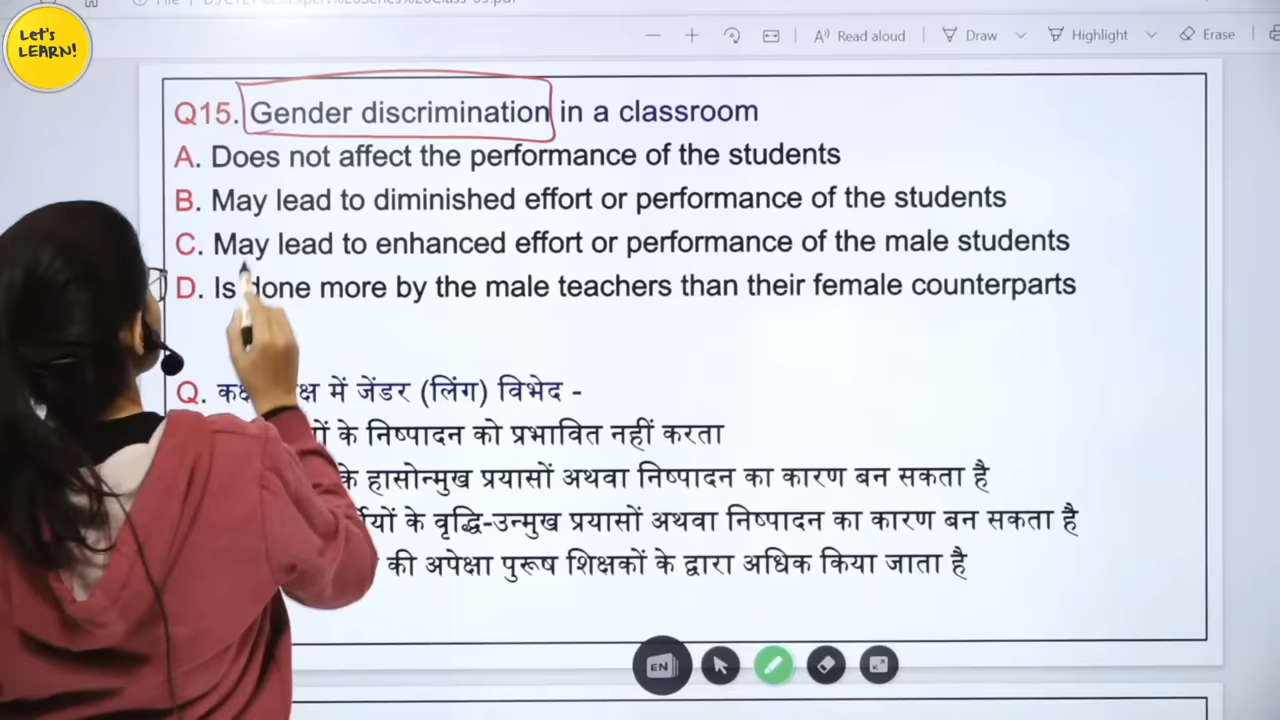 Let's
LEARN!
Read aloud
Draw
Highlight
Erase
Q15. Gender discrimination in a classroom
A. Does not affect the performance of the students
B. May lead to diminished effort or performance of the students
C. May lead to enhanced effort or performance of the male students
D. Is done more by the male teachers than their female counterparts
Q. में जेंडर (लिंग) विभेद -
के निष्पादन को प्रभावित नहीं करता
के हासोन्मुख प्रयासों अथवा निष्पादन का कारण बन सकता है
के वृद्धि-उन्मुख प्रयासों अथवा निष्पादन का कारण बन सकता है
की अपेक्षा पुरूष शिक्षकों के द्वारा अधिक किया जाता है
EN